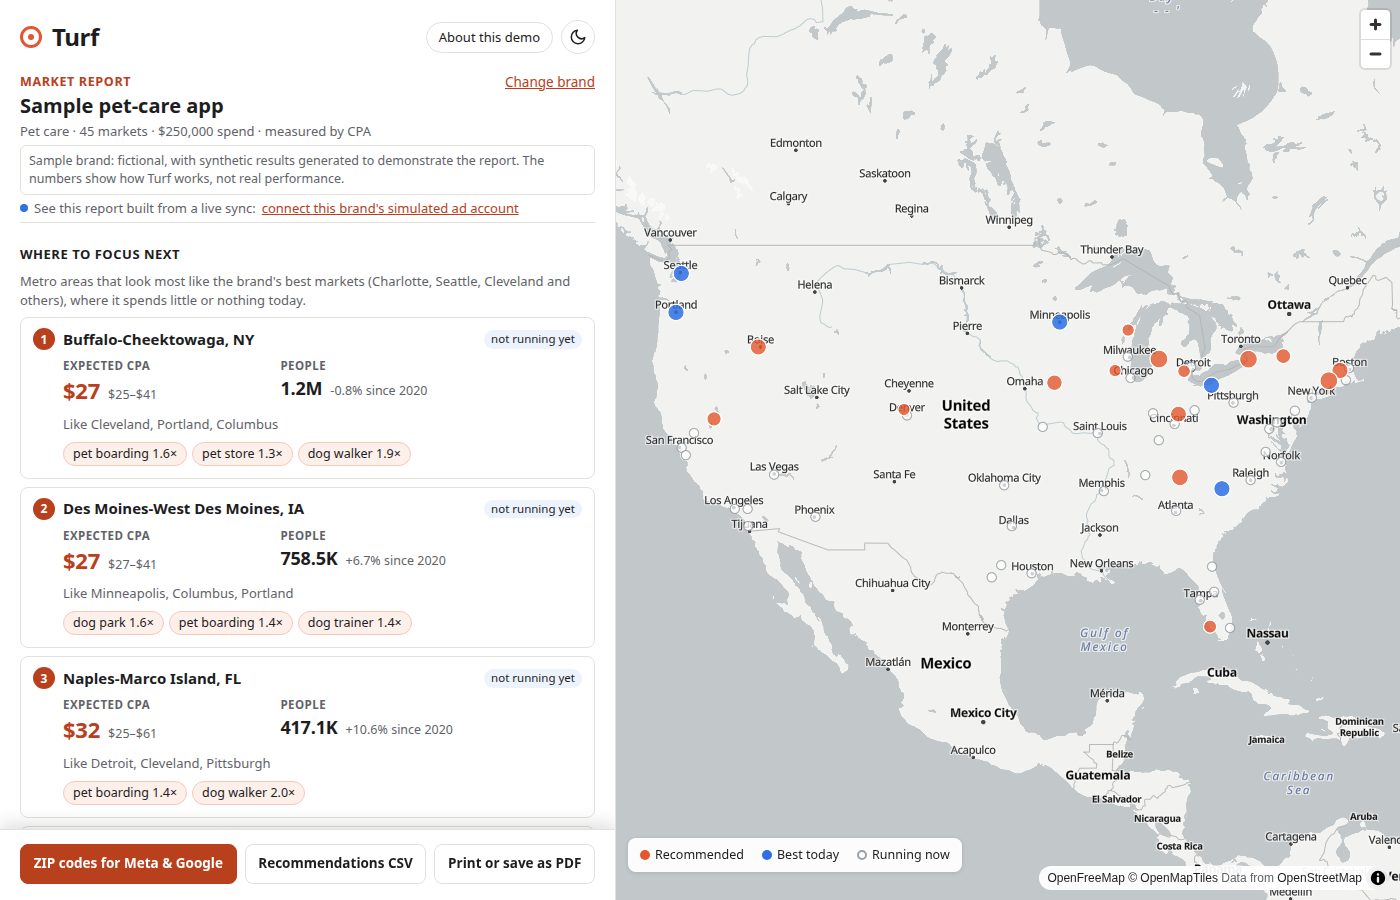 Turf
About this demo
MARKET REPORT
Change brand
Sample pet-care app
Pet care · 45 markets · $250,000 spend · measured by CPA
Sample brand: fictional, with synthetic results generated to demonstrate the report. The
numbers show how Turf works, not real performance.
See this report built from a live sync: connect this brand's simulated ad account
WHERE TO FOCUS NEXT
Metro areas that look most like the brand's best markets (Charlotte, Seattle, Cleveland and
others), where it spends little or nothing today.
1 Buffalo-Cheektowaga, NY not running yet
EXPECTED CPA PEOPLE
$27 $25–$41 1.2M -0.8% since 2020
Like Cleveland, Portland, Columbus
pet boarding 1.6× pet store 1.3× dog walker 1.9×
2 Des Moines-West Des Moines, IA not running yet
EXPECTED CPA PEOPLE
$27 $27–$41 758.5K +6.7% since 2020
Like Minneapolis, Columbus, Portland
dog park 1.6× pet boarding 1.4× dog trainer 1.4×
3 Naples-Marco Island, FL not running yet
EXPECTED CPA PEOPLE
$32 $25–$61 417.1K +10.6% since 2020
Like Detroit, Cleveland, Pittsburgh
pet boarding 1.4× dog walker 2.0×
ZIP codes for Meta & Google
Recommendations CSV
Print or save as PDF
Edmonton
Saskatoon
Calgary
Regina
Winnipeg
Vancouver
Thunder Bay
Seattle
Helena
Bismarck
Quebec
Portland
Ottawa
Minneapolis
Pierre
Boise
Toronto
Milwaukee
Detroit
Boston
Chicago
Salt Lake City
Cheyenne
Omaha
New York
Pittsburgh
Denver
United
States
Cincinnati
Washington
Saint Louis
San Francisco
Norfolk
Las Vegas
Santa Fe
Oklahoma City
Memphis
Raleigh
Los Angeles
Phoenix
Atlanta
Tijuana
Dallas
Jackson
Houston
New Orleans
Chihuahua City
Tampa
Monterrey
Gulf of
Mexico
Nassau
Mazatlán
Mexico
Cuba
Mérida
Mexico City
Dominican
Republic
Jamaica
Acapulco
Belize
Guatemala
Caribbean
Sea
El Salvador
Nicaragua
Aruba
Cartagena
Costa Rica
Medellín
Recommended
Best today
Running now
OpenFreeMap © OpenMapTiles Data from OpenStreetMap